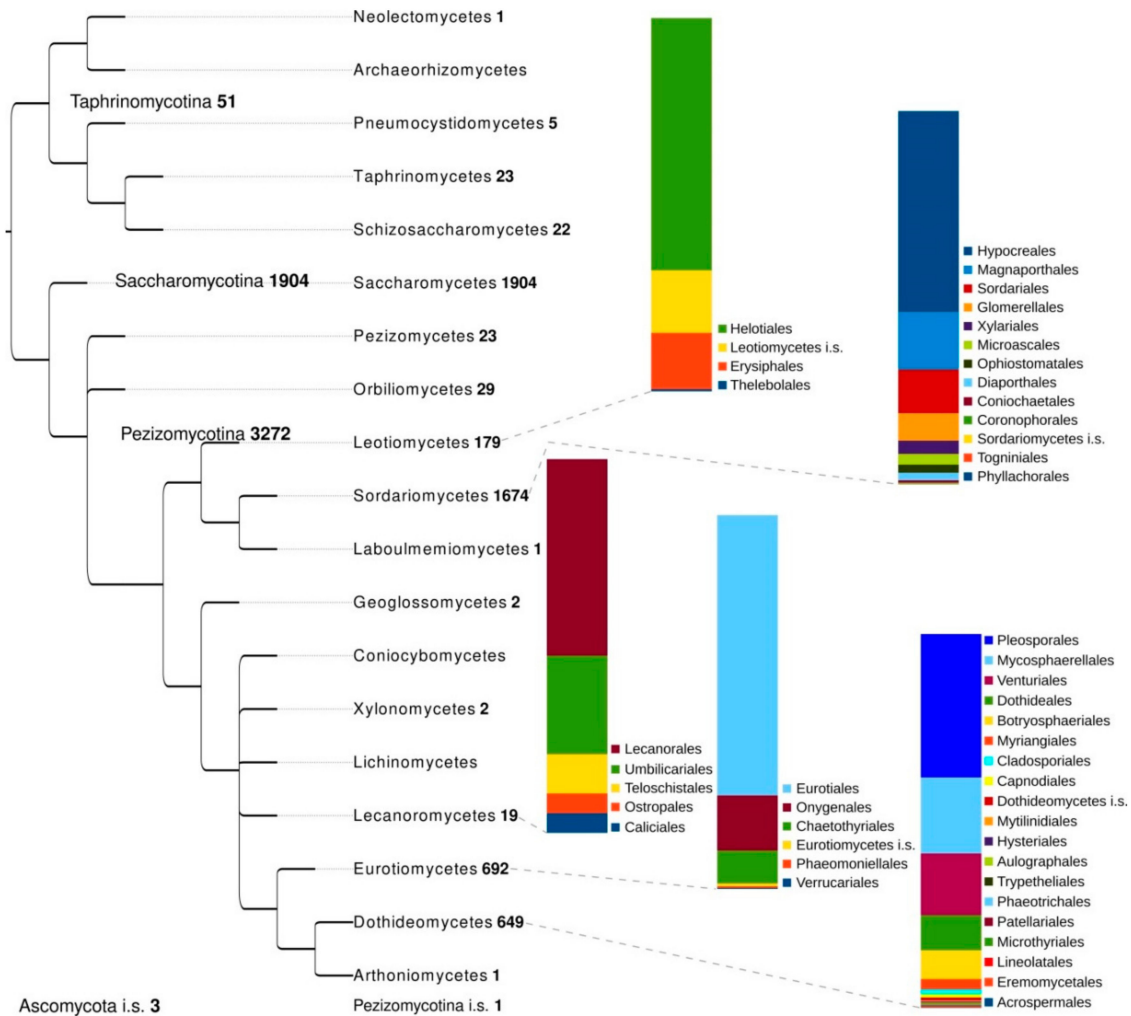 Neolectomycetes 1
Archaeorhizomycetes
Taphrinomycotina 51
Pneumocystidomycetes 5
Taphrinomycetes 23
Schizosaccharomycetes 22
Saccharomycotina 1904
Saccharomycetes 1904
Pezizomycetes 23
Orbiliomycetes 29
Pezizomycotina 3272
Leotiomycetes 179
Sordariomycetes 1674
Laboulmemiomycetes 1
Geoglossomycetes 2
Coniocybomycetes
Xylonomycetes 2
Lichinomycetes
Lecanoromycetes 19
Eurotiomycetes 692
Dothideomycetes 649
Arthoniomycetes 1
Ascomycota i.s. 3
Pezizomycotina i.s. 1
Helotiales
Leotiomycetes i.s.
Erysiphales
Thelebolales
Hypocreales
Magnaporthales
Sordariales
Glomerellales
Xylariales
Microascales
Ophiostomatales
Diaporthales
Coniochaetales
Coronophorales
Sordariomycetes i.s.
Togniniales
Phyllachorales
Lecanorales
Umbilicariales
Teloschistales
Ostropales
Caliciales
Eurotiales
Onygenales
Chaetothyriales
Eurotiomycetes i.s.
Phaeomoniellales
Verrucariales
Pleosporales
Mycosphaerellales
Venturiales
Dothideales
Botryosphaeriales
Myriangiales
Cladosporiales
Capnodiales
Dothideomycetes i.s.
Mytilinidiales
Hysteriales
Aulographales
Trypetheliales
Phaeotrichales
Patellariales
Microthyriales
Lineolatales
Eremomycetales
Acrospermales